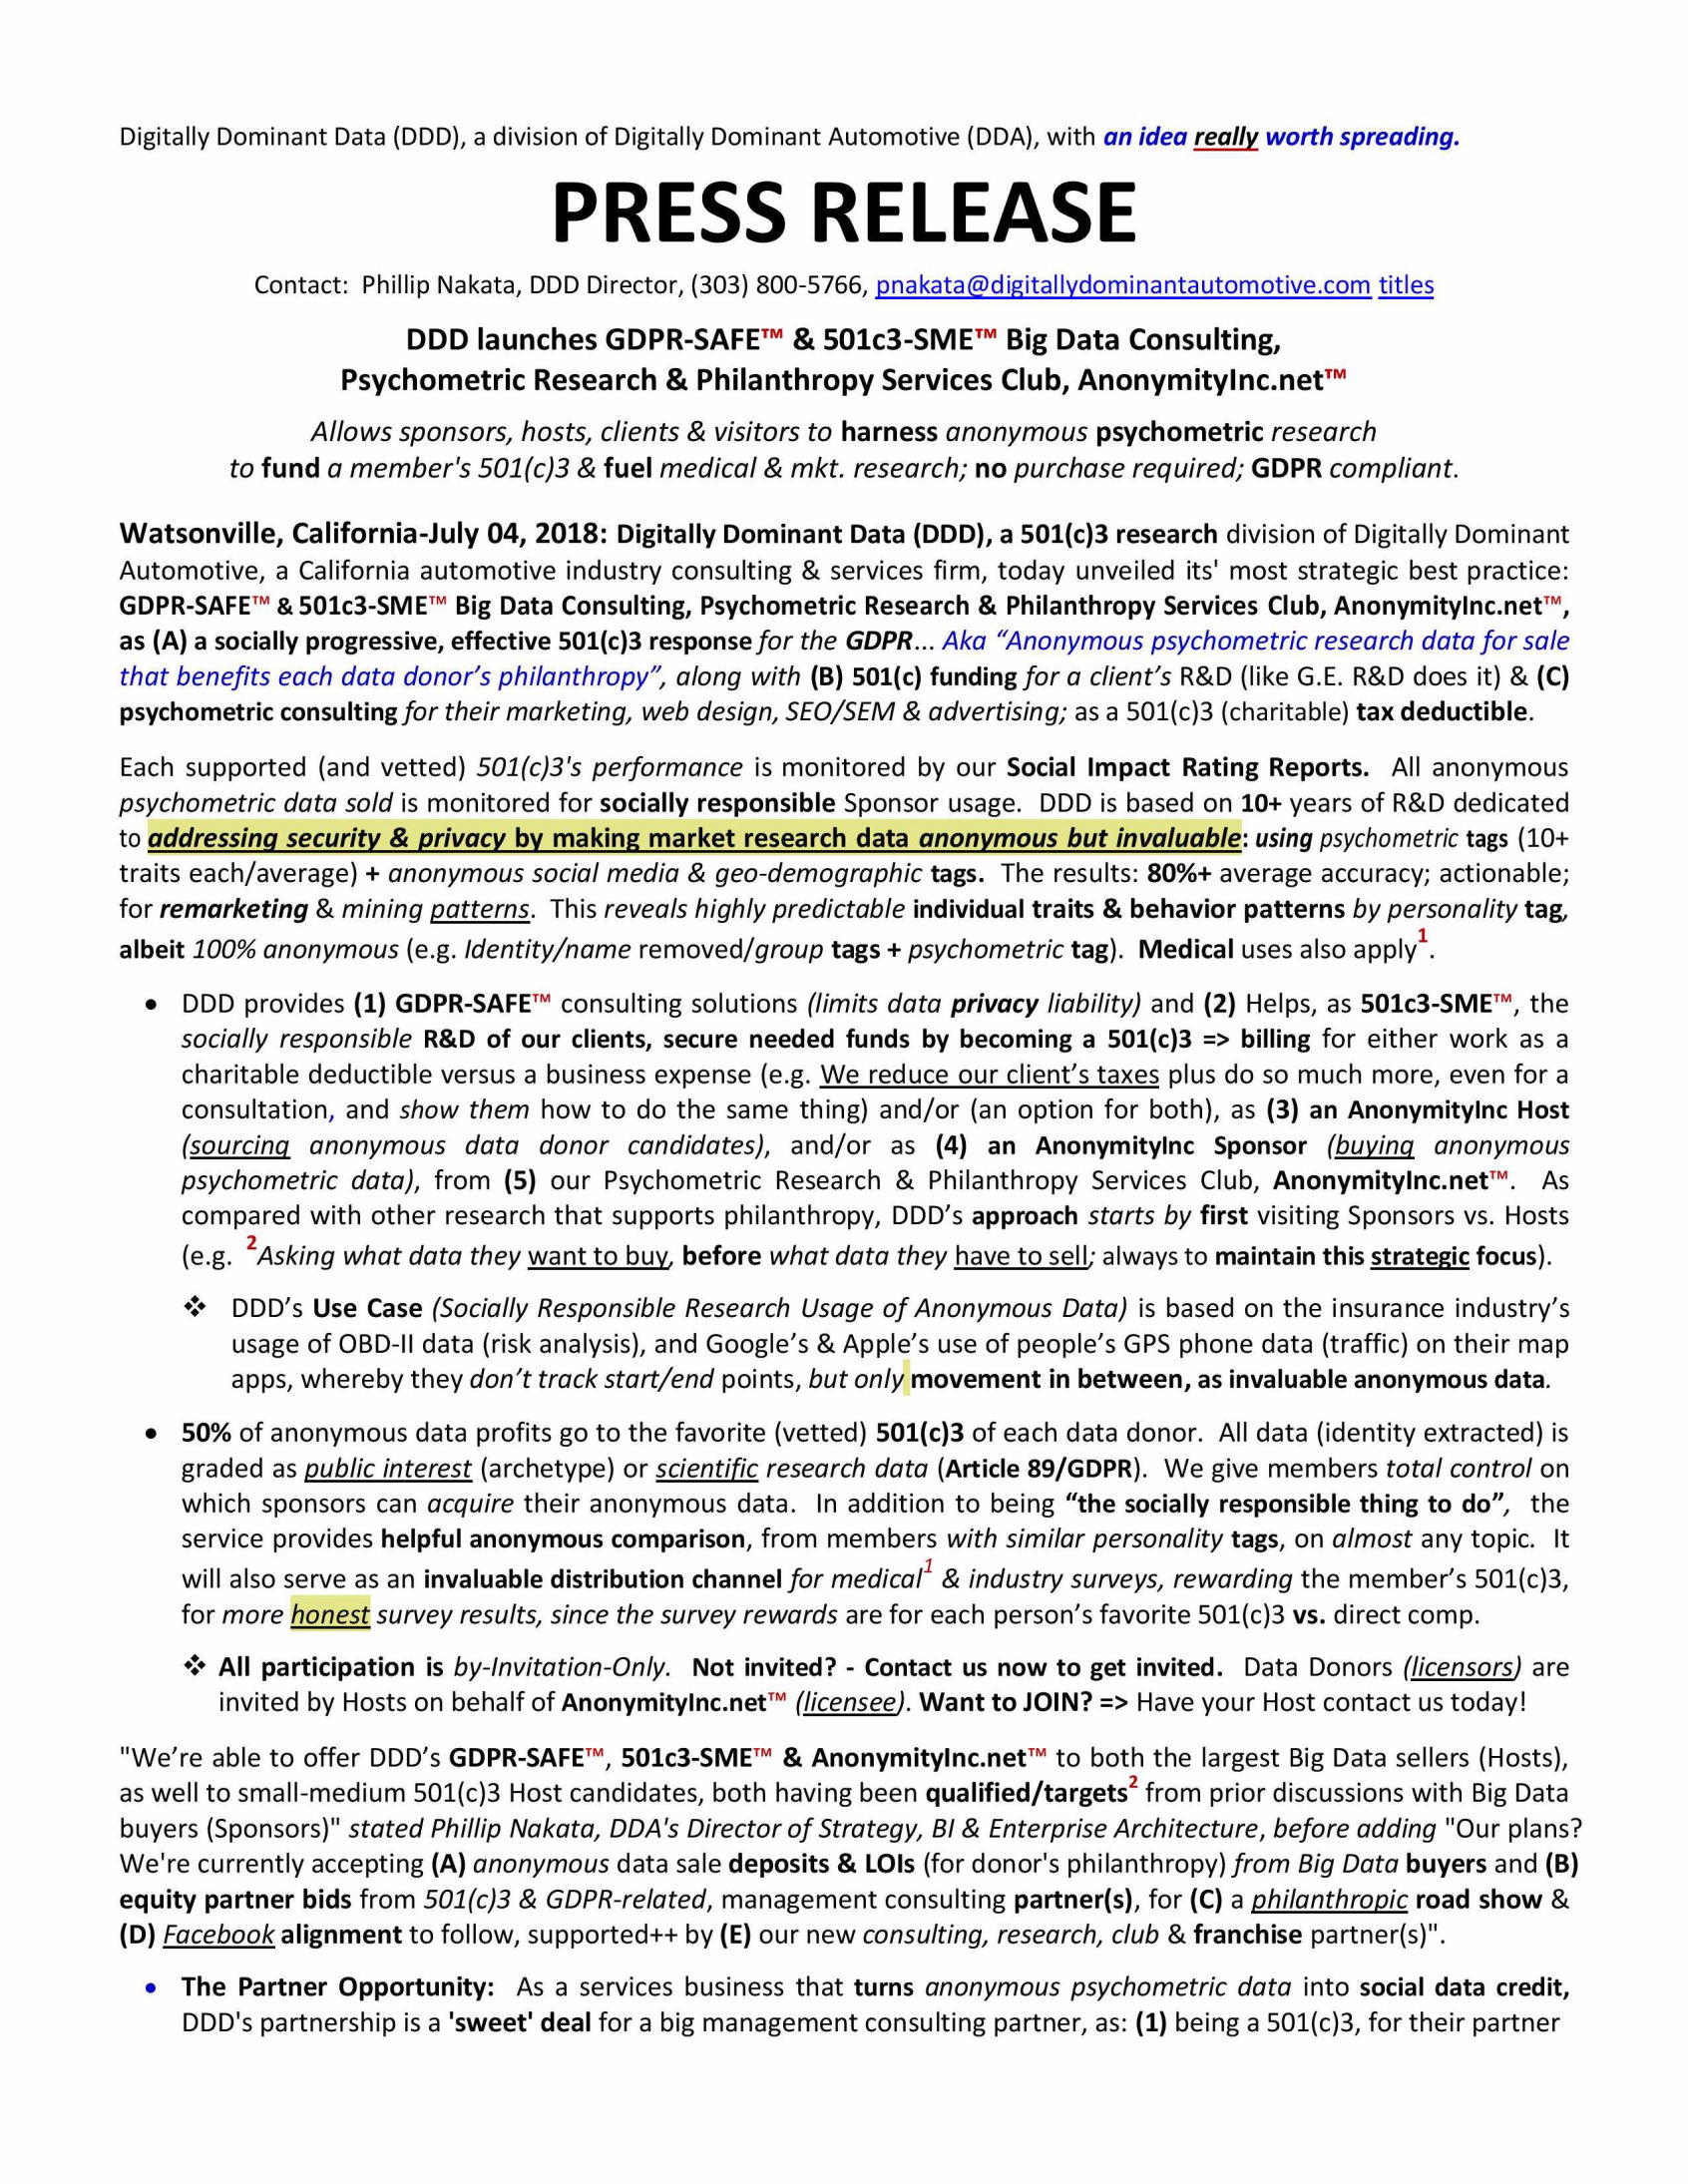 Digitally Dominant Data (DDD), a division of Digitally Dominant Automotive (DDA), with an idea really worth spreading.
PRESS RELEASE
Contact: Phillip Nakata, DDD Director, (303) 800-5766, pnakata@digitallydominantautomotive.com titles
DDD launches GDPR-SAFE™ & 501c3-SME™ Big Data Consulting,
Psychometric Research & Philanthropy Services Club, AnonymityInc.net™
Allows sponsors, hosts, clients & visitors to harness anonymous psychometric research
to fund a member's 501(c)3 & fuel medical & mkt. research; no purchase required; GDPR compliant.
Watsonville, California-July 04, 2018: Digitally Dominant Data (DDD), a 501(c)3 research division of Digitally Dominant
Automotive, a California automotive industry consulting & services firm, today unveiled its' most strategic best practice:
GDPR-SAFE™ & 501c3-SME™ Big Data Consulting, Psychometric Research & Philanthropy Services Club, AnonymityInc.net™,
as (A) a socially progressive, effective 501(c)3 response for the GDPR... Aka “Anonymous psychometric research data for sale
that benefits each data donor’s philanthropy”, along with (B) 501(c) funding for a client’s R&D (like G.E. R&D does it) & (C)
psychometric consulting for their marketing, web design, SEO/SEM & advertising; as a 501(c)3 (charitable) tax deductible.
Each supported (and vetted) 501(c)3's performance is monitored by our Social Impact Rating Reports. All anonymous
psychometric data sold is monitored for socially responsible Sponsor usage. DDD is based on 10+ years of R&D dedicated
to addressing security & privacy by making market research data anonymous but invaluable: using psychometric tags (10+
traits each/average) + anonymous social media & geo-demographic tags. The results: 80%+ average accuracy; actionable;
for remarketing & mining patterns. This reveals highly predictable individual traits & behavior patterns by personality tag,
albeit 100% anonymous (e.g. Identity/name removed/group tags + psychometric tag). Medical uses also apply1.
• DDD provides (1) GDPR-SAFE™ consulting solutions (limits data privacy liability) and (2) Helps, as 501c3-SME™, the
socially responsible R&D of our clients, secure needed funds by becoming a 501(c)3 => billing for either work as a
charitable deductible versus a business expense (e.g. We reduce our client’s taxes plus do so much more, even for a
consultation, and show them how to do the same thing) and/or (an option for both), as (3) an AnonymityInc Host
(sourcing anonymous data donor candidates), and/or as (4) an AnonymityInc Sponsor (buying anonymous
psychometric data), from (5) our Psychometric Research & Philanthropy Services Club, AnonymityInc.net™. As
compared with other research that supports philanthropy, DDD’s approach starts by first visiting Sponsors vs. Hosts
(e.g. 2Asking what data they want to buy, before what data they have to sell; always to maintain this strategic focus).
❖ DDD’s Use Case (Socially Responsible Research Usage of Anonymous Data) is based on the insurance industry’s
usage of OBD-II data (risk analysis), and Google’s & Apple’s use of people’s GPS phone data (traffic) on their map
apps, whereby they don’t track start/end points, but only movement in between, as invaluable anonymous data.
• 50% of anonymous data profits go to the favorite (vetted) 501(c)3 of each data donor. All data (identity extracted) is
graded as public interest (archetype) or scientific research data (Article 89/GDPR). We give members total control on
which sponsors can acquire their anonymous data. In addition to being “the socially responsible thing to do”, the
service provides helpful anonymous comparison, from members with similar personality tags, on almost any topic. It
will also serve as an invaluable distribution channel for medical1 & industry surveys, rewarding the member’s 501(c)3,
for more honest survey results, since the survey rewards are for each person’s favorite 501(c)3 vs. direct comp.
❖ All participation is by-Invitation-Only. Not invited? - Contact us now to get invited. Data Donors (licensors) are
invited by Hosts on behalf of AnonymityInc.net™ (licensee). Want to JOIN? => Have your Host contact us today!
"We’re able to offer DDD’s GDPR-SAFE™, 501c3-SME™ & AnonymityInc.net™ to both the largest Big Data sellers (Hosts),
as well to small-medium 501(c)3 Host candidates, both having been qualified/targets2 from prior discussions with Big Data
buyers (Sponsors)" stated Phillip Nakata, DDA's Director of Strategy, BI & Enterprise Architecture, before adding "Our plans?
We're currently accepting (A) anonymous data sale deposits & LOIs (for donor's philanthropy) from Big Data buyers and (B)
equity partner bids from 501(c)3 & GDPR-related, management consulting partner(s), for (C) a philanthropic road show &
(D) Facebook alignment to follow, supported++ by (E) our new consulting, research, club & franchise partner(s)".
• The Partner Opportunity: As a services business that turns anonymous psychometric data into social data credit,
DDD's partnership is a 'sweet' deal for a big management consulting partner, as: (1) being a 501(c)3, for their partner